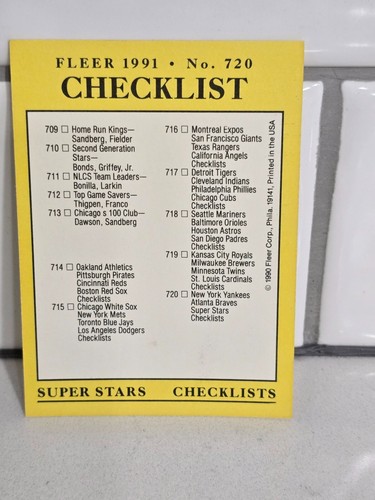 FLEER 1991 • No. 720
CHECKLIST
709 □ Home Run Kings—
Sandberg, Fielder
710 □ Second Generation
Stars—
Bonds, Griffey, Jr.
711 □ NLCS Team Leaders—
Bonilla, Larkin
712 □ Top Game Savers—
Thigpen, Franco
713 □ Chicago s 100 Club—
Dawson, Sandberg
714 □ Oakland Athletics
Pittsburgh Pirates
Cincinnati Reds
Boston Red Sox
Checklists
715 □ Chicago White Sox
New York Mets
Toronto Blue Jays
Los Angeles Dodgers
Checklists
716 □ Montreal Expos
San Francisco Giants
Texas Rangers
California Angels
Checklists
717 □ Detroit Tigers
Cleveland Indians
Philadelphia Phillies
Chicago Cubs
Checklists
718 □ Seattle Mariners
Baltimore Orioles
Houston Astros
San Diego Padres
Checklists
719 □ Kansas City Royals
Milwaukee Brewers
Minnesota Twins
St. Louis Cardinals
Checklists
720 □ New York Yankees
Atlanta Braves
Super Stars
Checklists
© 1990 Fleer Corp., Phila. 19141, Printed in the USA
SUPER STARS CHECKLISTS